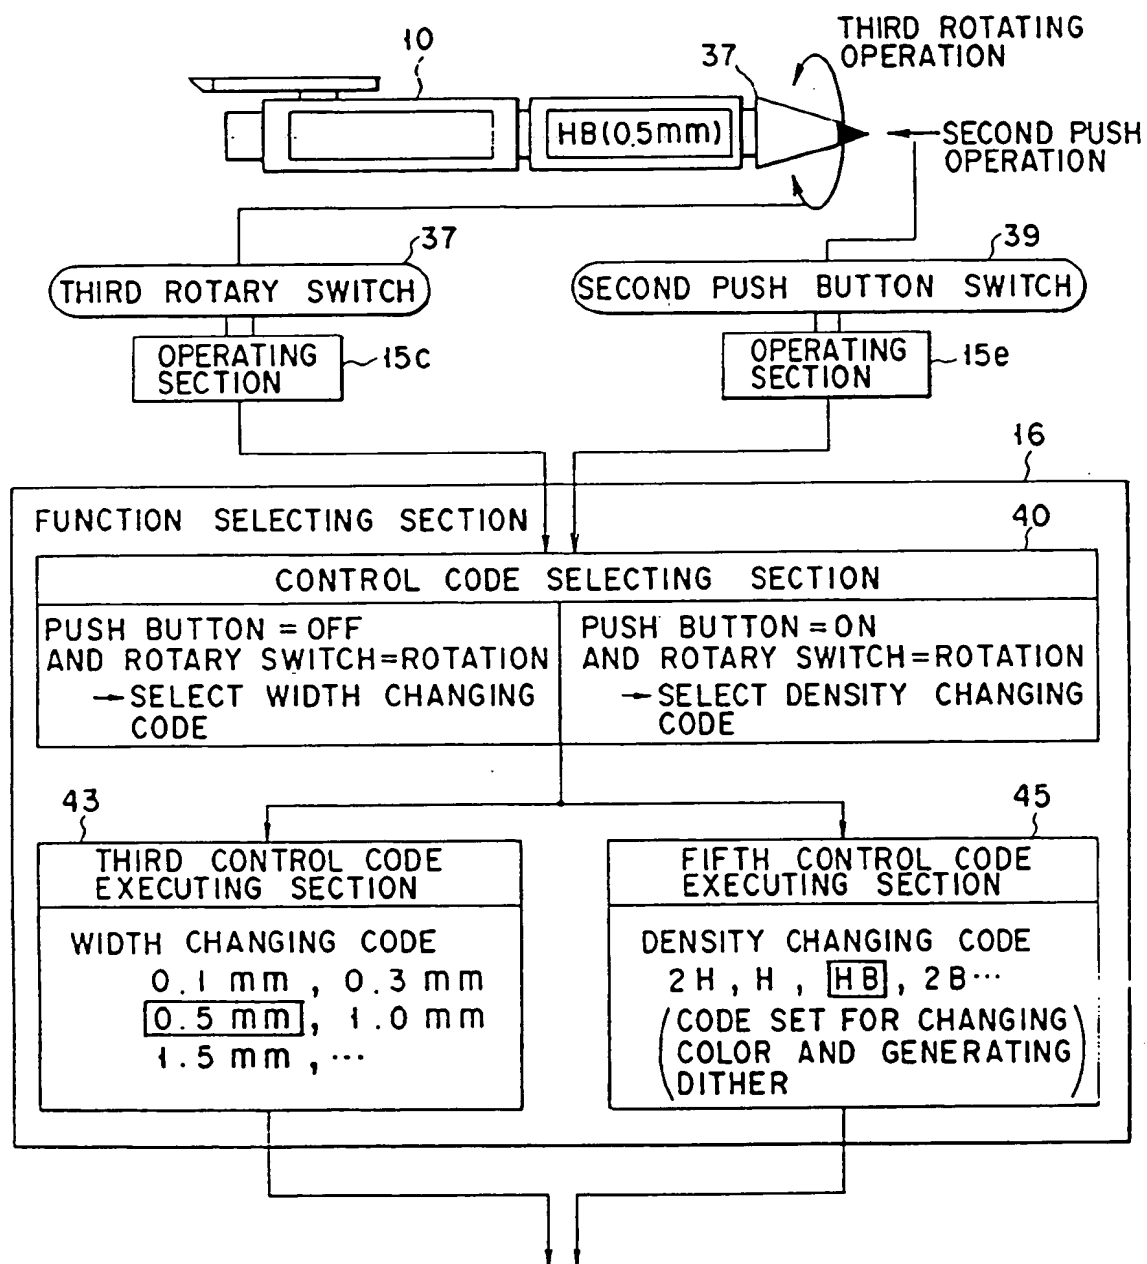 10
37
THIRD ROTATING
OPERATION
HB(0.5mm)
SECOND PUSH
OPERATION
37
39
THIRD ROTARY SWITCH
SECOND PUSH BUTTON SWITCH
OPERATING
SECTION
15c
OPERATING
SECTION
15e
16
FUNCTION SELECTING SECTION
40
CONTROL CODE SELECTING SECTION
PUSH BUTTON = OFF
AND ROTARY SWITCH=ROTATION
→ SELECT WIDTH CHANGING
CODE
PUSH BUTTON = ON
AND ROTARY SWITCH=ROTATION
→ SELECT DENSITY CHANGING
CODE
43
THIRD CONTROL CODE
EXECUTING SECTION
WIDTH CHANGING CODE
0.1 mm , 0.3 mm
0.5 mm , 1.0 mm
1.5 mm , ...
45
FIFTH CONTROL CODE
EXECUTING SECTION
DENSITY CHANGING CODE
2H , H , HB , 2B ...
(CODE SET FOR CHANGING
COLOR AND GENERATING
DITHER)